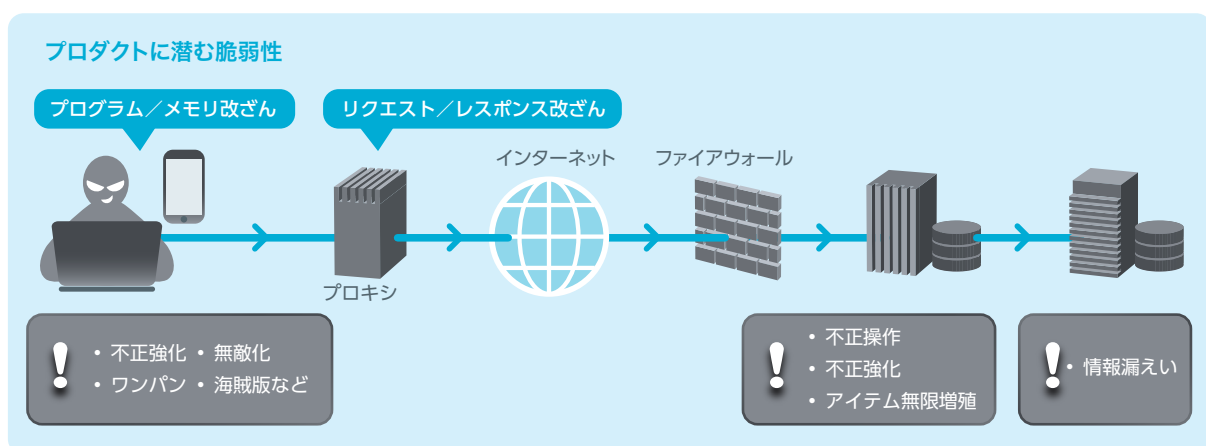 プロダクトに潜む脆弱性
プログラム／メモリ改ざん
リクエスト／レスポンス改ざん
インターネット
ファイアウォール
プロキシ
・ 不正強化 ・ 無敵化
・ ワンパン ・ 海賊版など
・ 不正操作
・ 不正強化
・ アイテム無限増殖
・ 情報漏えい